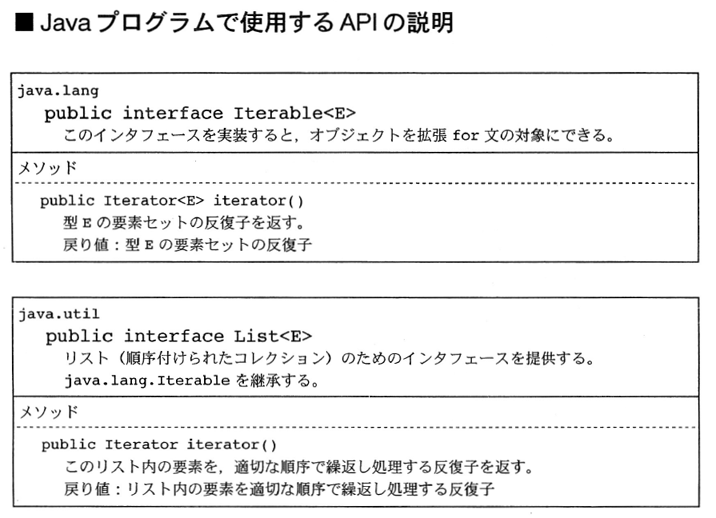 ■ Java プログラムで使用する API の説明
java.lang
public interface Iterable<E>
このインタフェースを実装すると，オブジェクトを拡張 for 文の対象にできる。
メソッド
public Iterator<E> iterator()
型 E の要素セットの反復子を返す。
戻り値：型 E の要素セットの反復子
java.util
public interface List<E>
リスト（順序付けられたコレクション）のためのインタフェースを提供する。
java.lang.Iterable を継承する。
メソッド
public Iterator iterator()
このリスト内の要素を，適切な順序で繰返し処理する反復子を返す。
戻り値：リスト内の要素を適切な順序で繰返し処理する反復子